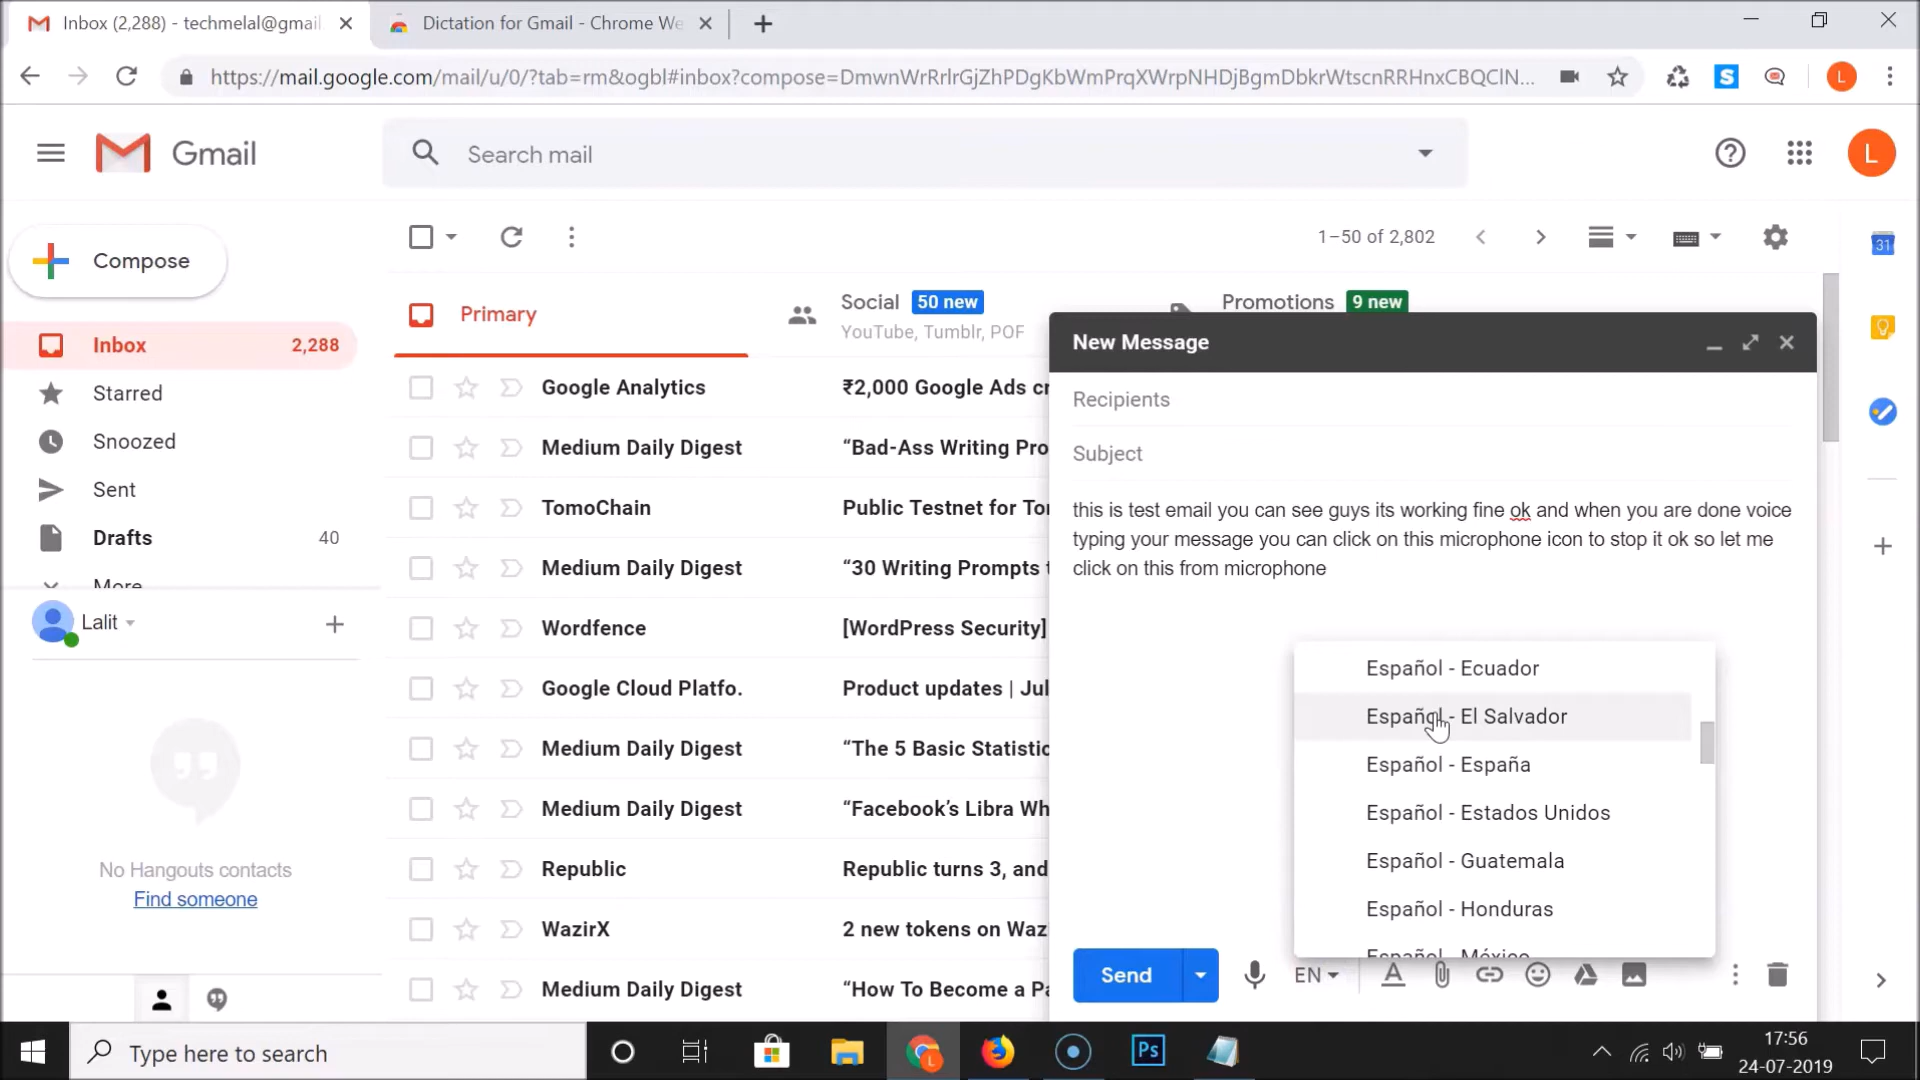 Inbox (2,288) - techmelal@gmail.
Dictation for Gmail - Chrome We
https://mail.google.com/mail/u/0/?tab=rm&ogbl#inbox?compose=DmwnWrRrlrGjZhPDgKbWmPrqXWrpNHDjBgmDbkrWtscnRRHnxCBQClN...
S
L
Gmail
Search mail
L
Compose
1–50 of 2,802
31
Primary
Social 50 new
YouTube, Tumblr, POF
Promotions 9 new
Inbox 2,288
Starred
Snoozed
Sent
Drafts 40
More
Lalit
No Hangouts contacts
Find someone
Google Analytics ₹2,000 Google Ads cr
Medium Daily Digest “Bad-Ass Writing Pro
TomoChain Public Testnet for To
Medium Daily Digest “30 Writing Prompts t
Wordfence [WordPress Security]
Google Cloud Platfo. Product updates | Jul
Medium Daily Digest “The 5 Basic Statistic
Medium Daily Digest “Facebook’s Libra Wh
Republic Republic turns 3, and
WazirX 2 new tokens on Waz
Medium Daily Digest “How To Become a Pa
New Message
Recipients
Subject
this is test email you can see guys its working fine ok and when you are done voice
typing your message you can click on this microphone icon to stop it ok so let me
click on this from microphone
Español - Ecuador
Español - El Salvador
Español - España
Español - Estados Unidos
Español - Guatemala
Español - Honduras
Español - México
Send
EN
Type here to search
L
Ps
17:56
24-07-2019